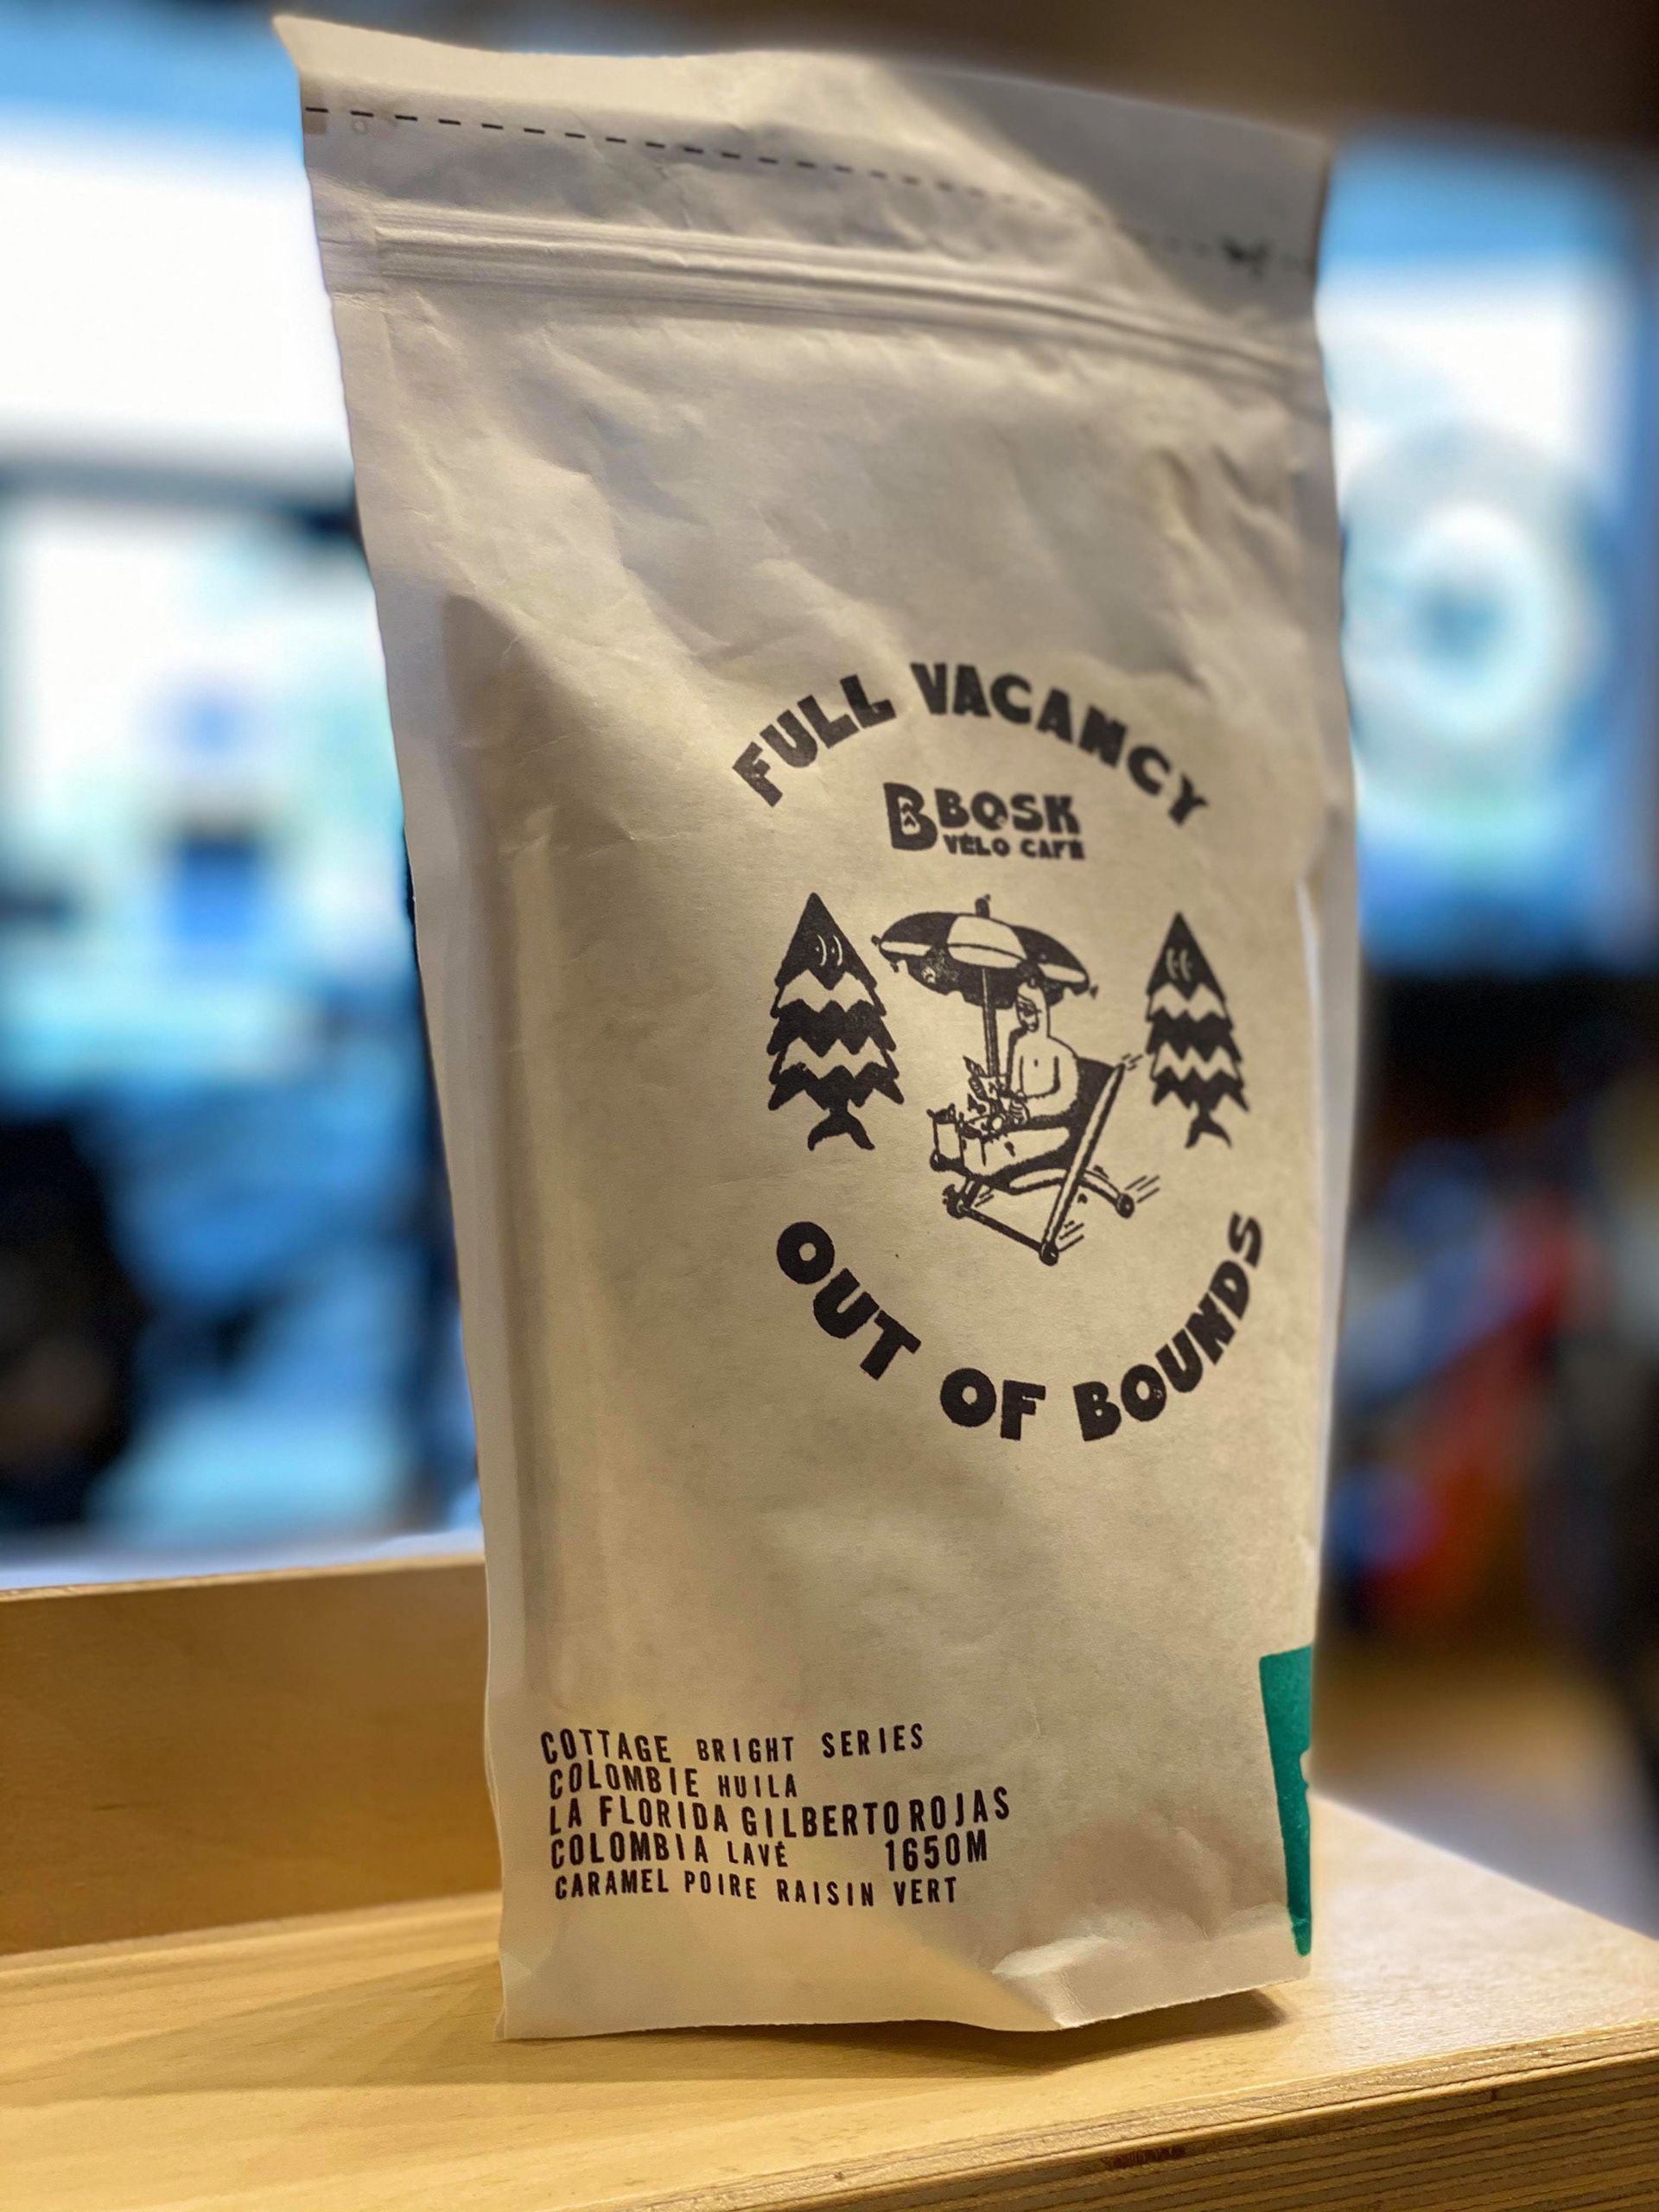 FULL VACANCY
B BOSK
VÉLO CAFÉ
OUT OF BOUNDS
COTTAGE BRIGHT SERIES
COLOMBIE HUILA
LA FLORIDA GILBERTO ROJAS
COLOMBIA LAVÉ 1650M
CARAMEL POIRE RAISIN VERT